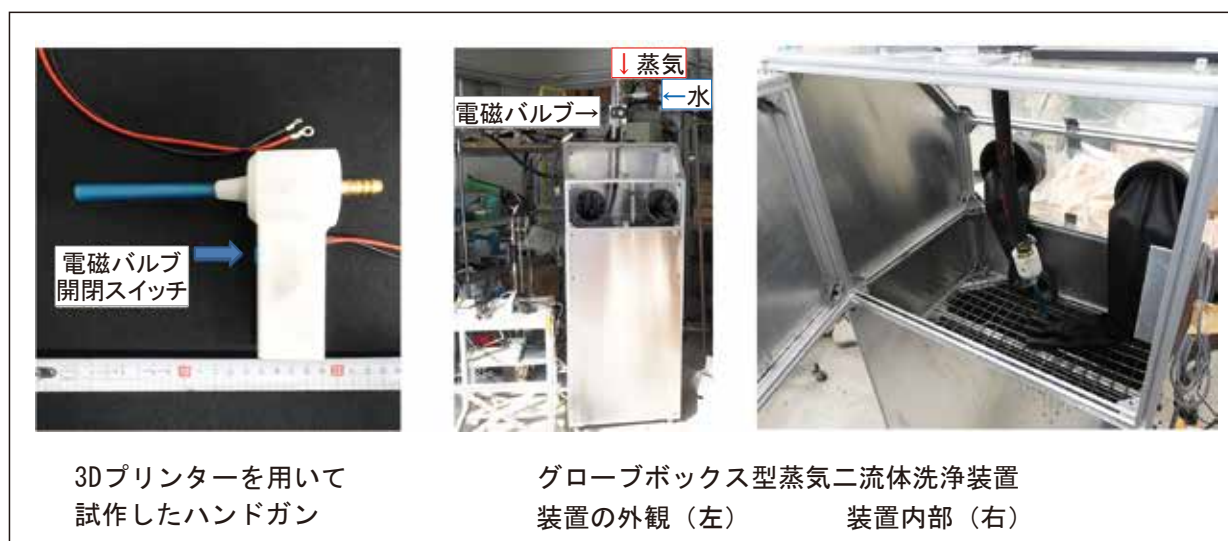 ↓蒸気
←水
電磁バルブ→
電磁バルブ
開閉スイッチ
3Dプリンターを用いて
試作したハンドガン
グローブボックス型蒸気二流体洗浄装置
装置の外観（左）　装置内部（右）